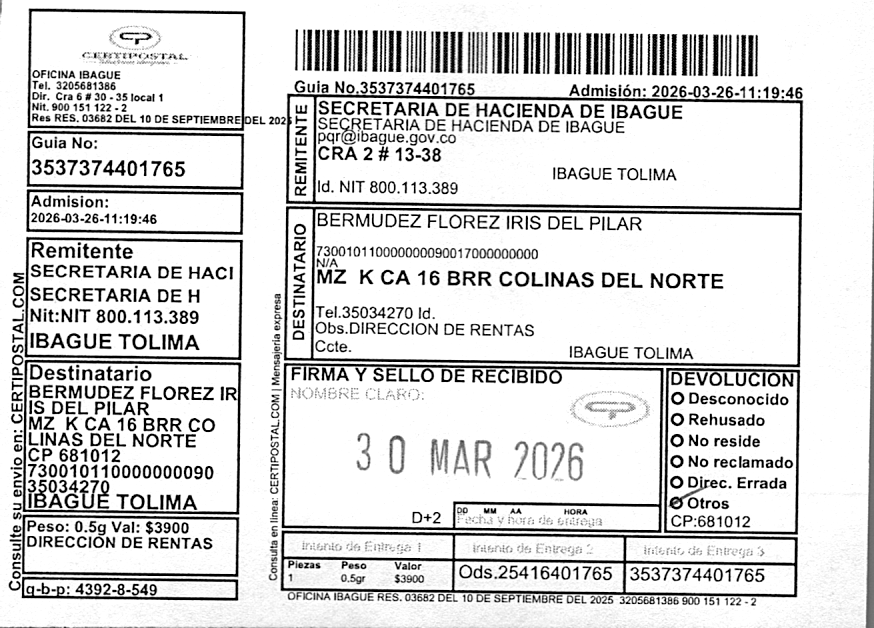 CERTIPOSTAL
OFICINA IBAGUE
Tel. 3205681386
Dir. Cra 6 # 30 - 35 local 1
Nit. 900 151 122 - 2
Res RES. 03682 DEL 10 DE SEPTIEMBRE DEL 2025
Guia No:
3537374401765
Admision:
2026-03-26-11:19:46
Remitente
SECRETARIA DE HACI
SECRETARIA DE H
Nit:NIT 800.113.389
IBAGUE TOLIMA
Destinatario
BERMUDEZ FLOREZ IR
IS DEL PILAR
MZ K CA 16 BRR CO
LINAS DEL NORTE
CP 681012
7300101100000000090
35034270
IBAGUE TOLIMA
Peso: 0.5g Val: $3900
DIRECCION DE RENTAS
q-b-p: 4392-8-549
Consulte su envio en: CERTIPOSTAL.COM
Guia No.3537374401765
Admisión: 2026-03-26-11:19:46
REMITENTE
SECRETARIA DE HACIENDA DE IBAGUE
SECRETARIA DE HACIENDA DE IBAGUE
pqr@ibague.gov.co
CRA 2 # 13-38
IBAGUE TOLIMA
Id. NIT 800.113.389
DESTINATARIO
BERMUDEZ FLOREZ IRIS DEL PILAR
N/A
MZ K CA 16 BRR COLINAS DEL NORTE
Tel.35034270 Id.
Obs.DIRECCION DE RENTAS
Ccte.
IBAGUE TOLIMA
Consulta en línea: CERTIPOSTAL.COM | Mensajería expresa
FIRMA Y SELLO DE RECIBIDO
NOMBRE CLARO:
30 MAR 2026
D+2
DD MM AA HORA
Fecha y hora de entrega
DEVOLUCION
Desconocido
Rehusado
No reside
No reclamado
Direc. Errada
Otros
CP:681012
Intento de Entrega 1
Intento de Entrega 2
Intento de Entrega 3
Piezas Peso Valor
1 0.5gr $3900
Ods.25416401765
3537374401765
OFICINA IBAGUE RES. 03682 DEL 10 DE SEPTIEMBRE DEL 2025 3205681386 900 151 122 - 2